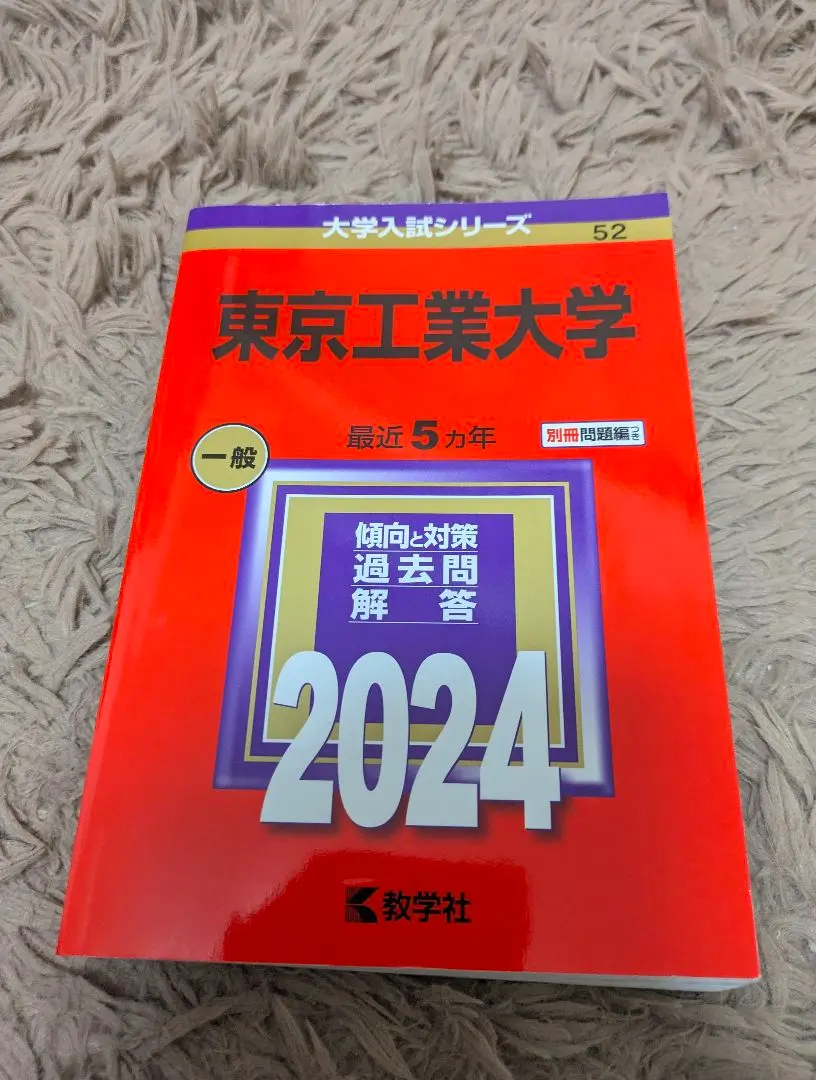 大学入試シリーズ
52
東京工業大学
最近5カ年
別冊問題編つき
一般
傾向と対策
過去問
解答
2024
教学社